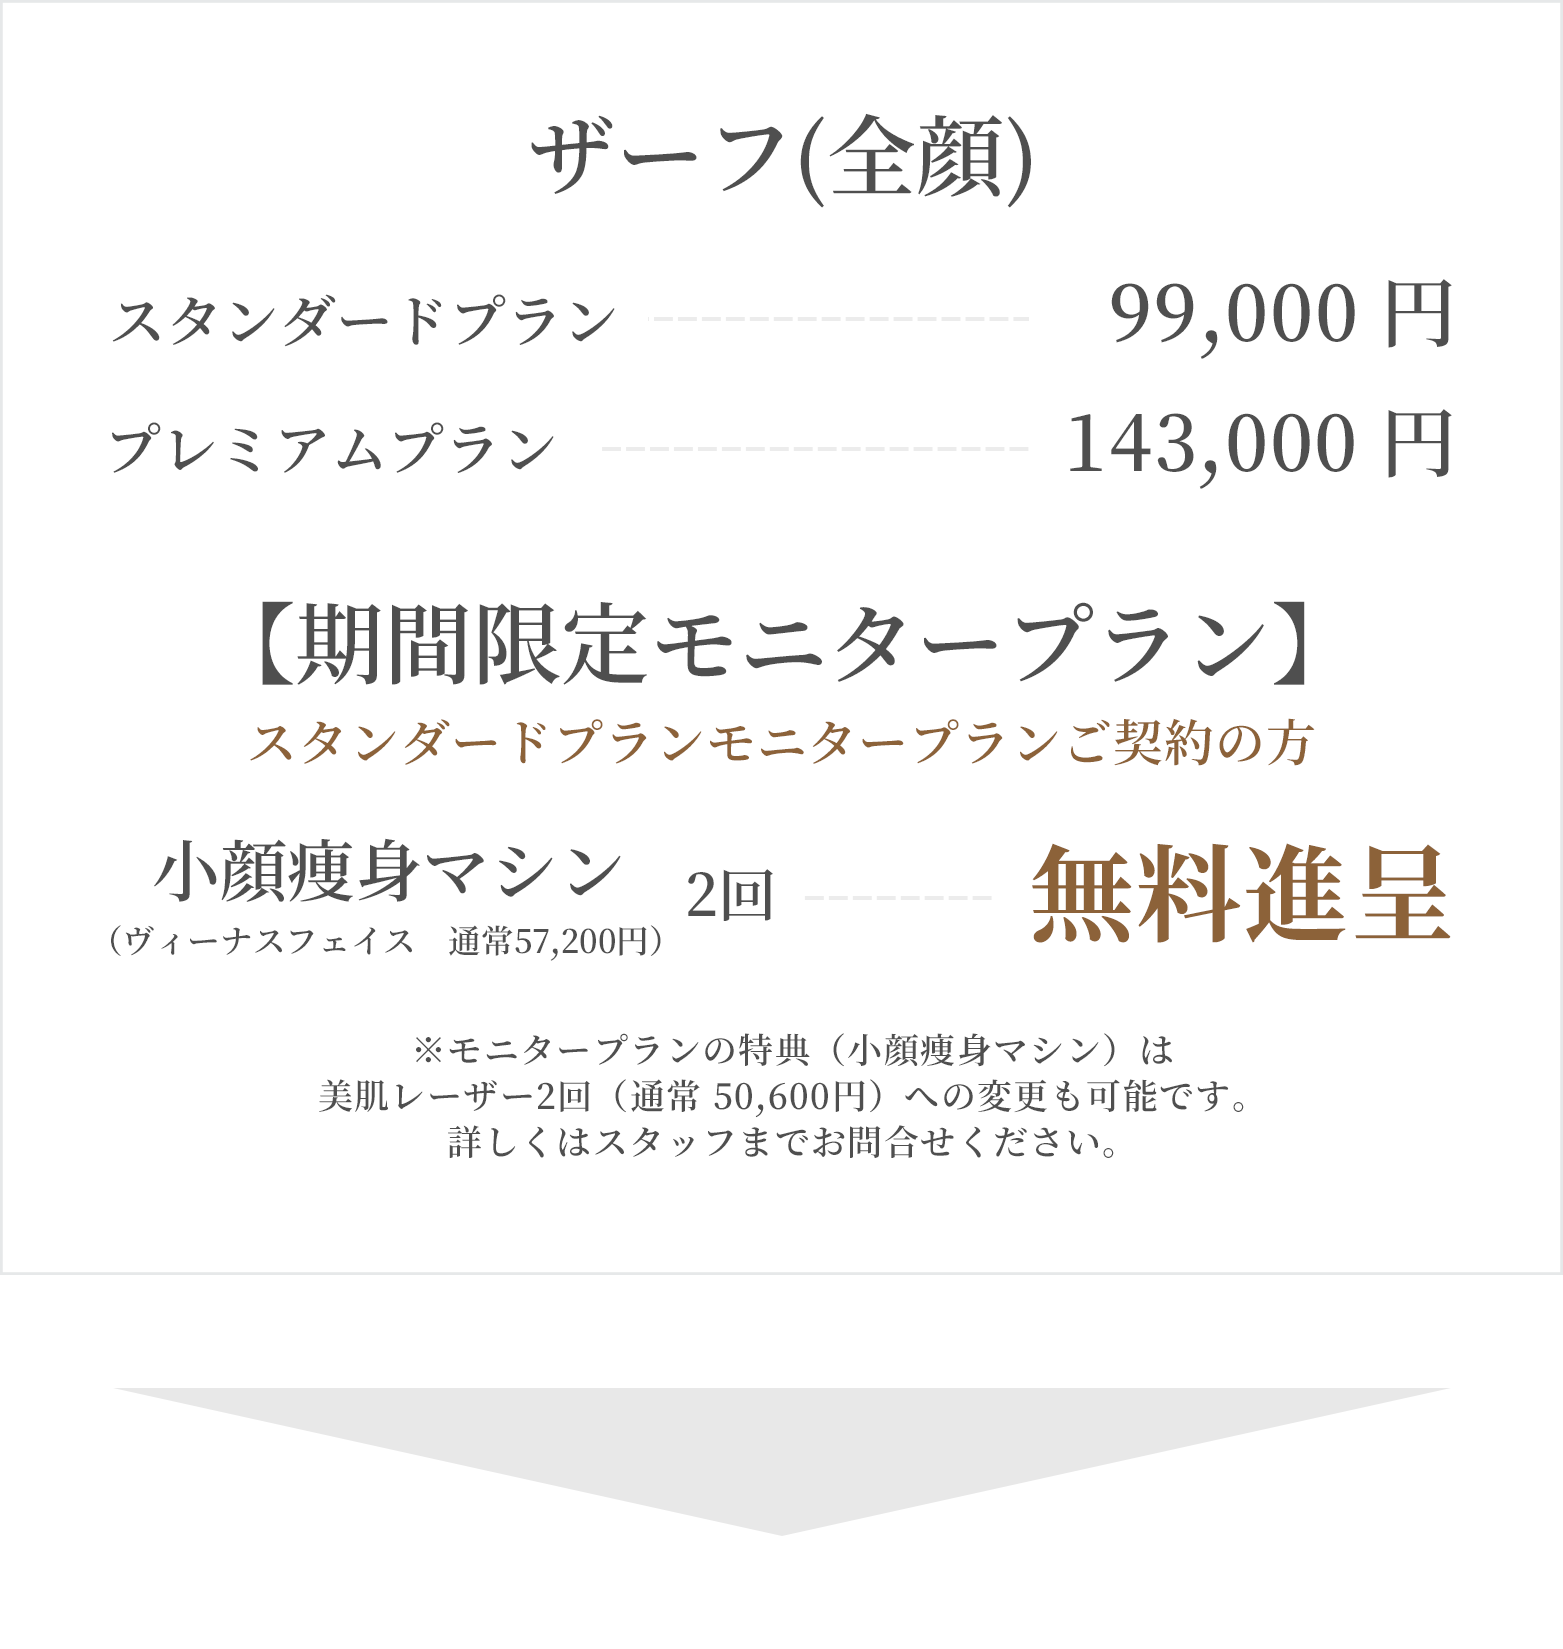 ザーフ(全顔)
スタンダードプラン 99,000 円
プレミアムプラン 143,000 円
【期間限定モニタープラン】
スタンダードプランモニタープランご契約の方
小顔痩身マシン 2回 無料進呈
（ヴィーナスフェイス　通常57,200円）
※モニタープランの特典（小顔痩身マシン）は
美肌レーザー2回（通常 50,600円）への変更も可能です。
詳しくはスタッフまでお問合せください。